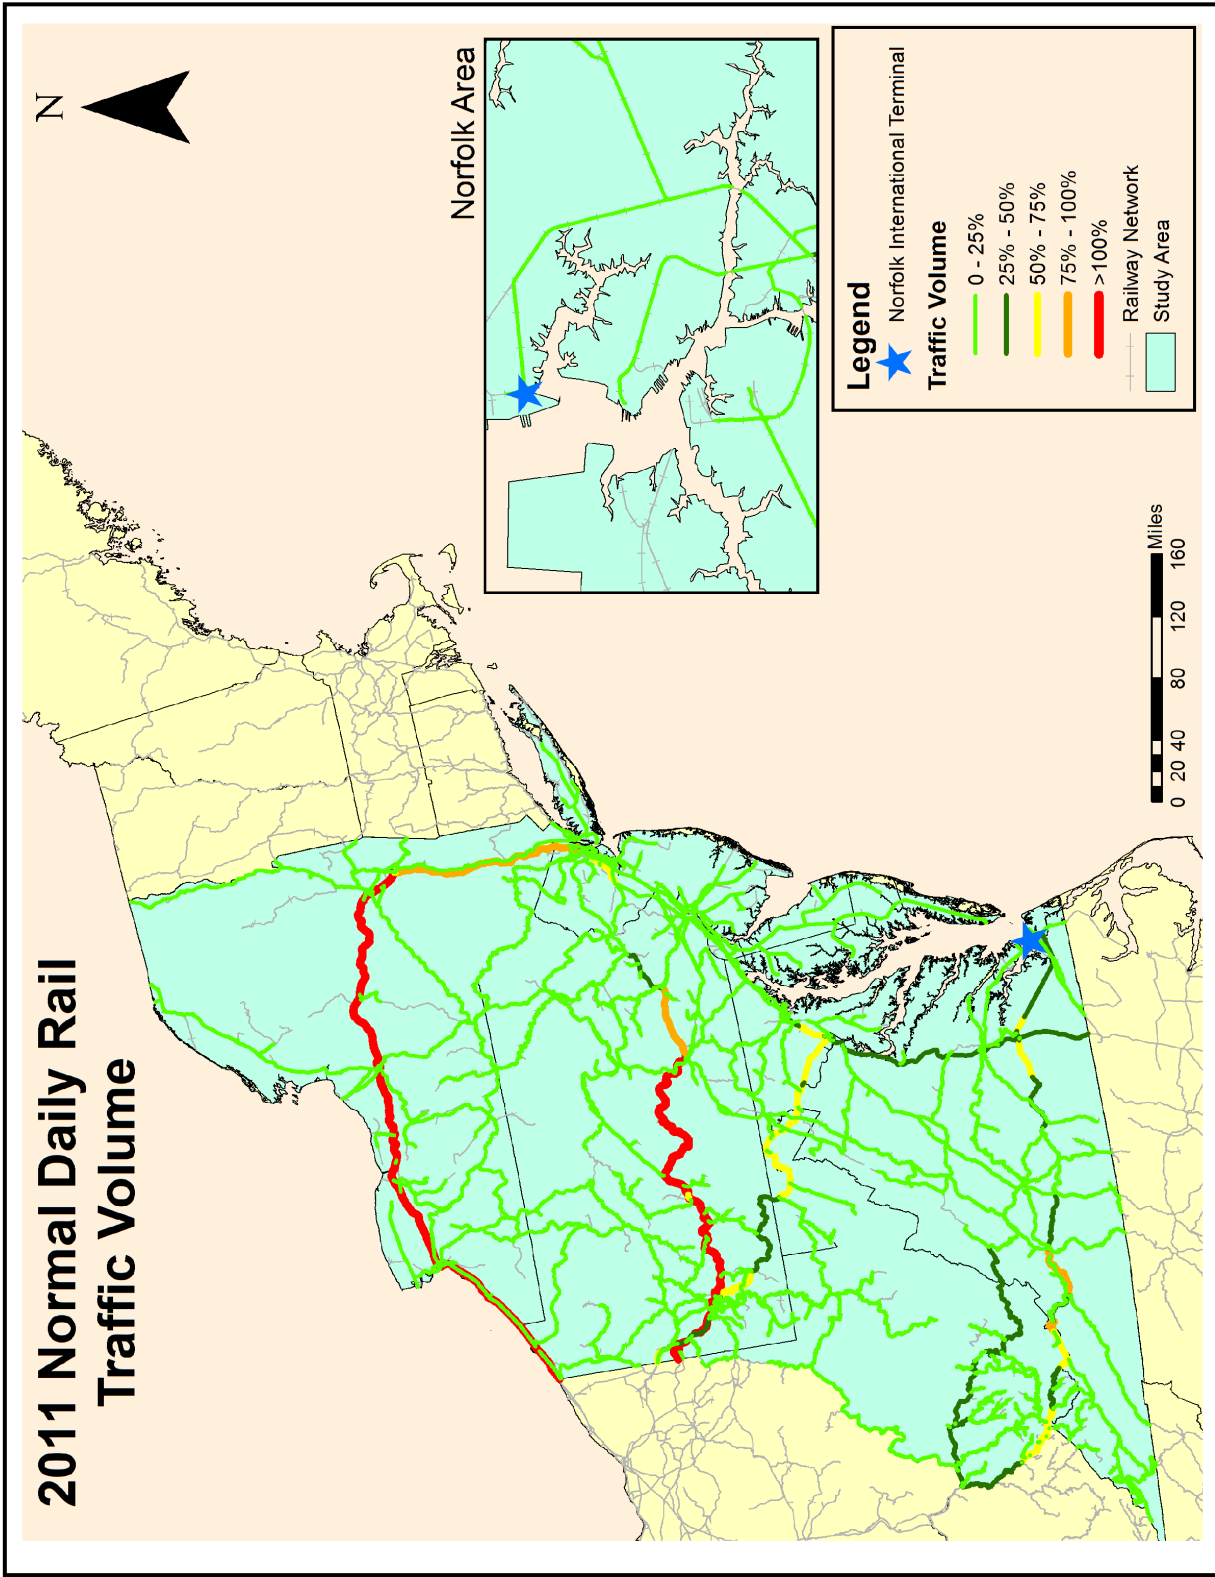 2011 Normal Daily Rail
Traffic Volume
N
Norfolk Area
Legend
Norfolk International Terminal
Traffic Volume
0 - 25%
25% - 50%
50% - 75%
75% - 100%
>100%
Railway Network
Study Area
Miles
0 20 40 80 120 160